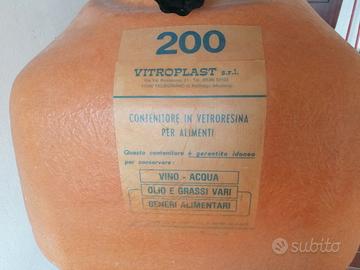 200
VITROPLAST s.r.l.
CONTENITORE IN VETRORESINA
PER ALIMENTI
Questo contenitore è garantito idoneo
per conservare:
VINO - ACQUA
OLIO E GRASSI VARI
GENERI ALIMENTARI
subito